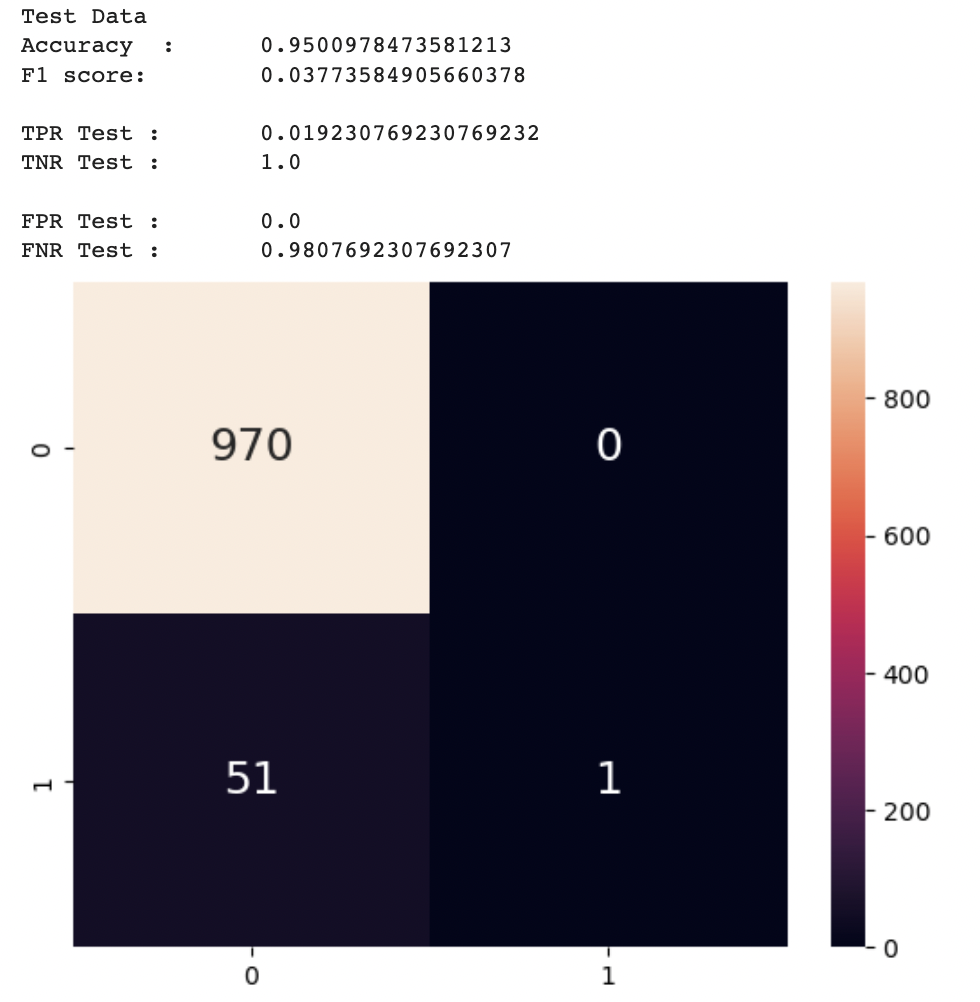 Test Data
Accuracy  :      0.9500978473581213
F1 score:        0.03773584905660378
TPR Test :       0.019230769230769232
TNR Test :       1.0
FPR Test :       0.0
FNR Test :       0.9807692307692307
800
0 970 0
600
400
1 51 1
200
0
0 1